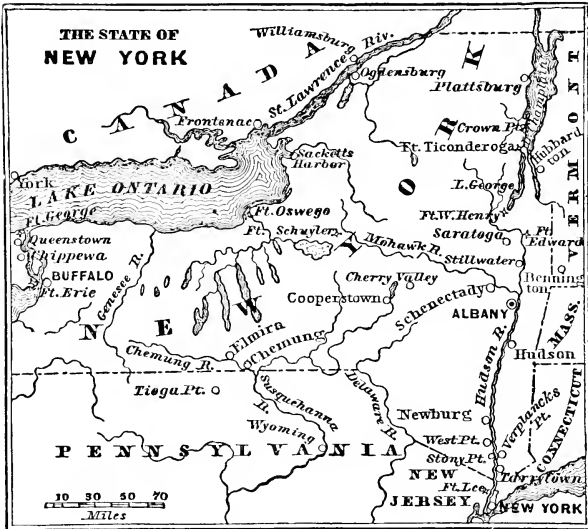 THE STATE OF
NEW YORK
CANADA
Williamsburg
St. Lawrence Riv.
Ogdensburg
Plattsburg
Champlain
VERMONT
Frontenac
Crown Pt.
Ft. Ticonderoga
Hubbard
ton
Sacketts
Harbor
York
LAKE ONTARIO
L. George
Ft. George
Ft. Oswego
Ft. W. Henry
Ft.
Edward
Queenstown
Ft. Schuyler
Mohawk R.
Saratoga
Chippewa
Stillwater
BUFFALO
Genesee R.
Cherry Valley
Bennington
Ft. Erie
Cooperstown
Schenectady
ALBANY
NEW YORK
MASS.
Elmira
Chemung R.
Chemung
Hudson R.
Hudson
Tioga Pt.
Susquehanna
R.
Delaware R.
CONNECTICUT
Wyoming
Newburg
Verplancks
Pt.
West Pt.
PENNSYLVANIA
Stony Pt.
Tarrytown
NEW
JERSEY
Ft. Lee
NEW YORK
10 30 50 70
Miles